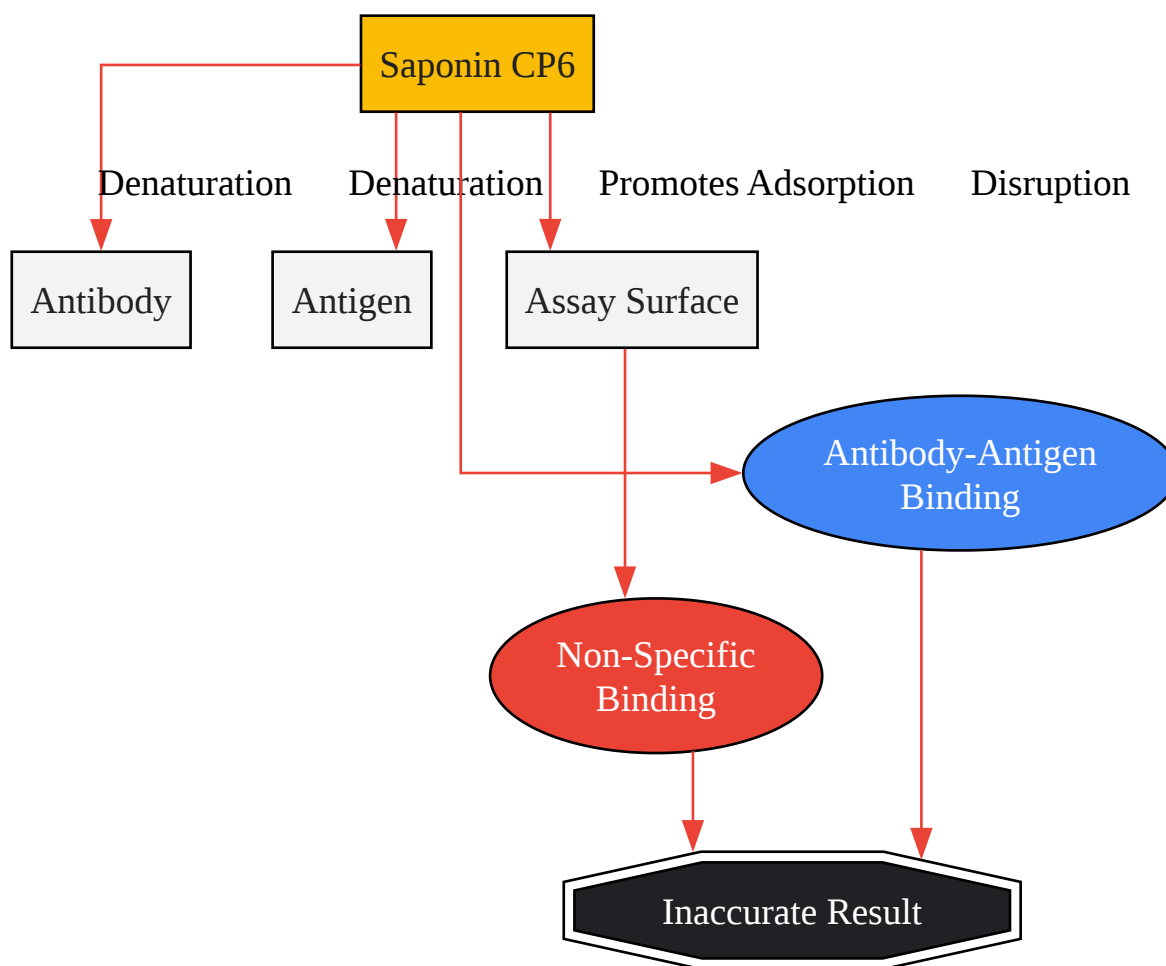 Saponin CP6
Denaturation
Denaturation
Promotes Adsorption
Disruption
Antibody
Antigen
Assay Surface
Antibody-Antigen
Binding
Non-Specific
Binding
Inaccurate Result